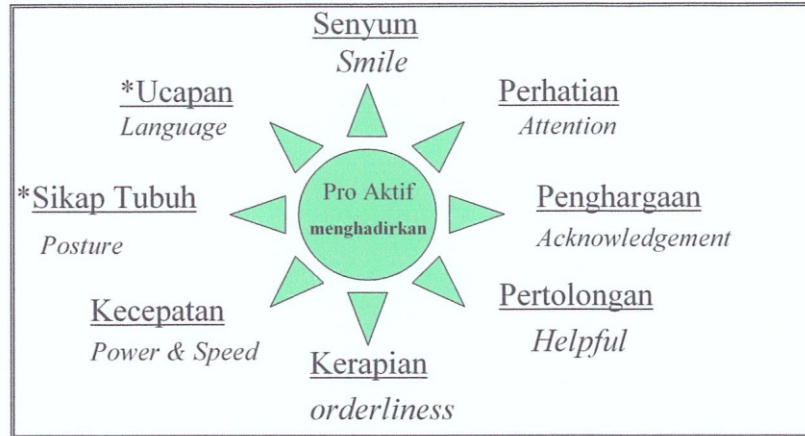 Senyum
Smile
*Ucapan
Language
Perhatian
Attention
*Sikap Tubuh
Posture
Pro Aktif
menghadirkan
Penghargaan
Acknowledgement
Kecepatan
Power & Speed
Pertolongan
Helpful
Kerapian
orderliness